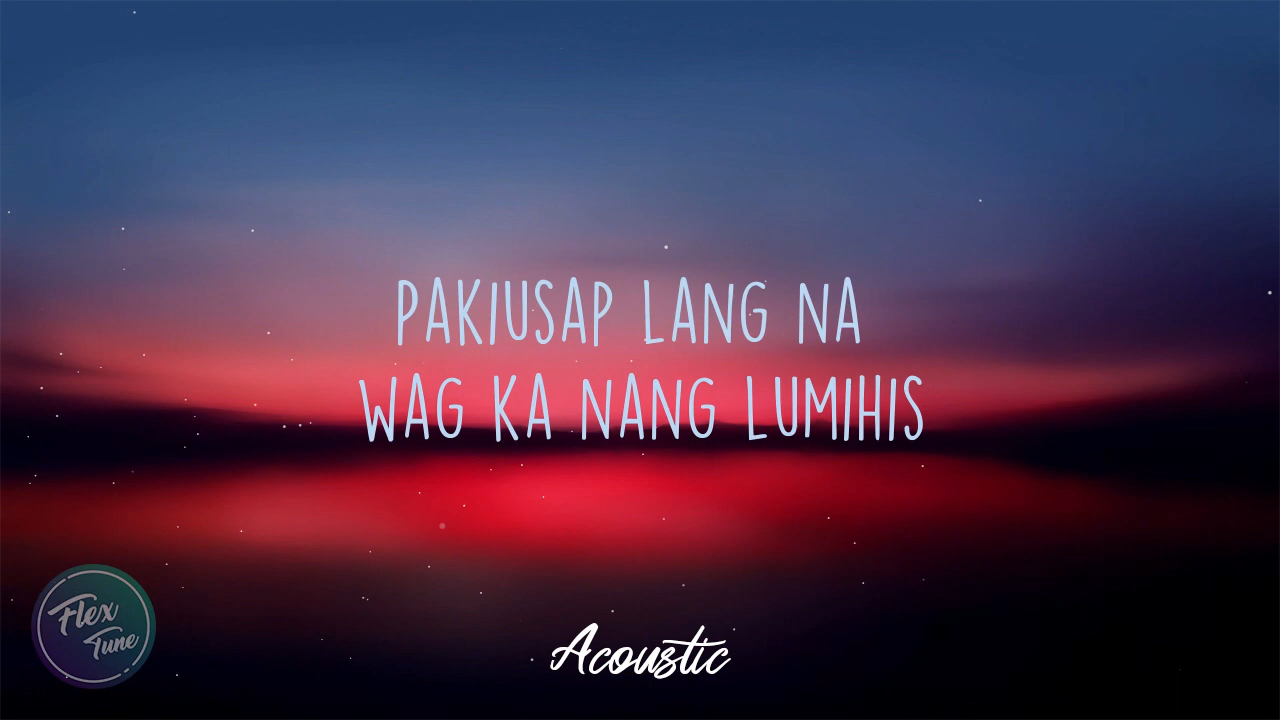 PAKIUSAP LANG NA
WAG KA NANG LUMIHIS
Flex
Tune
Acoustic